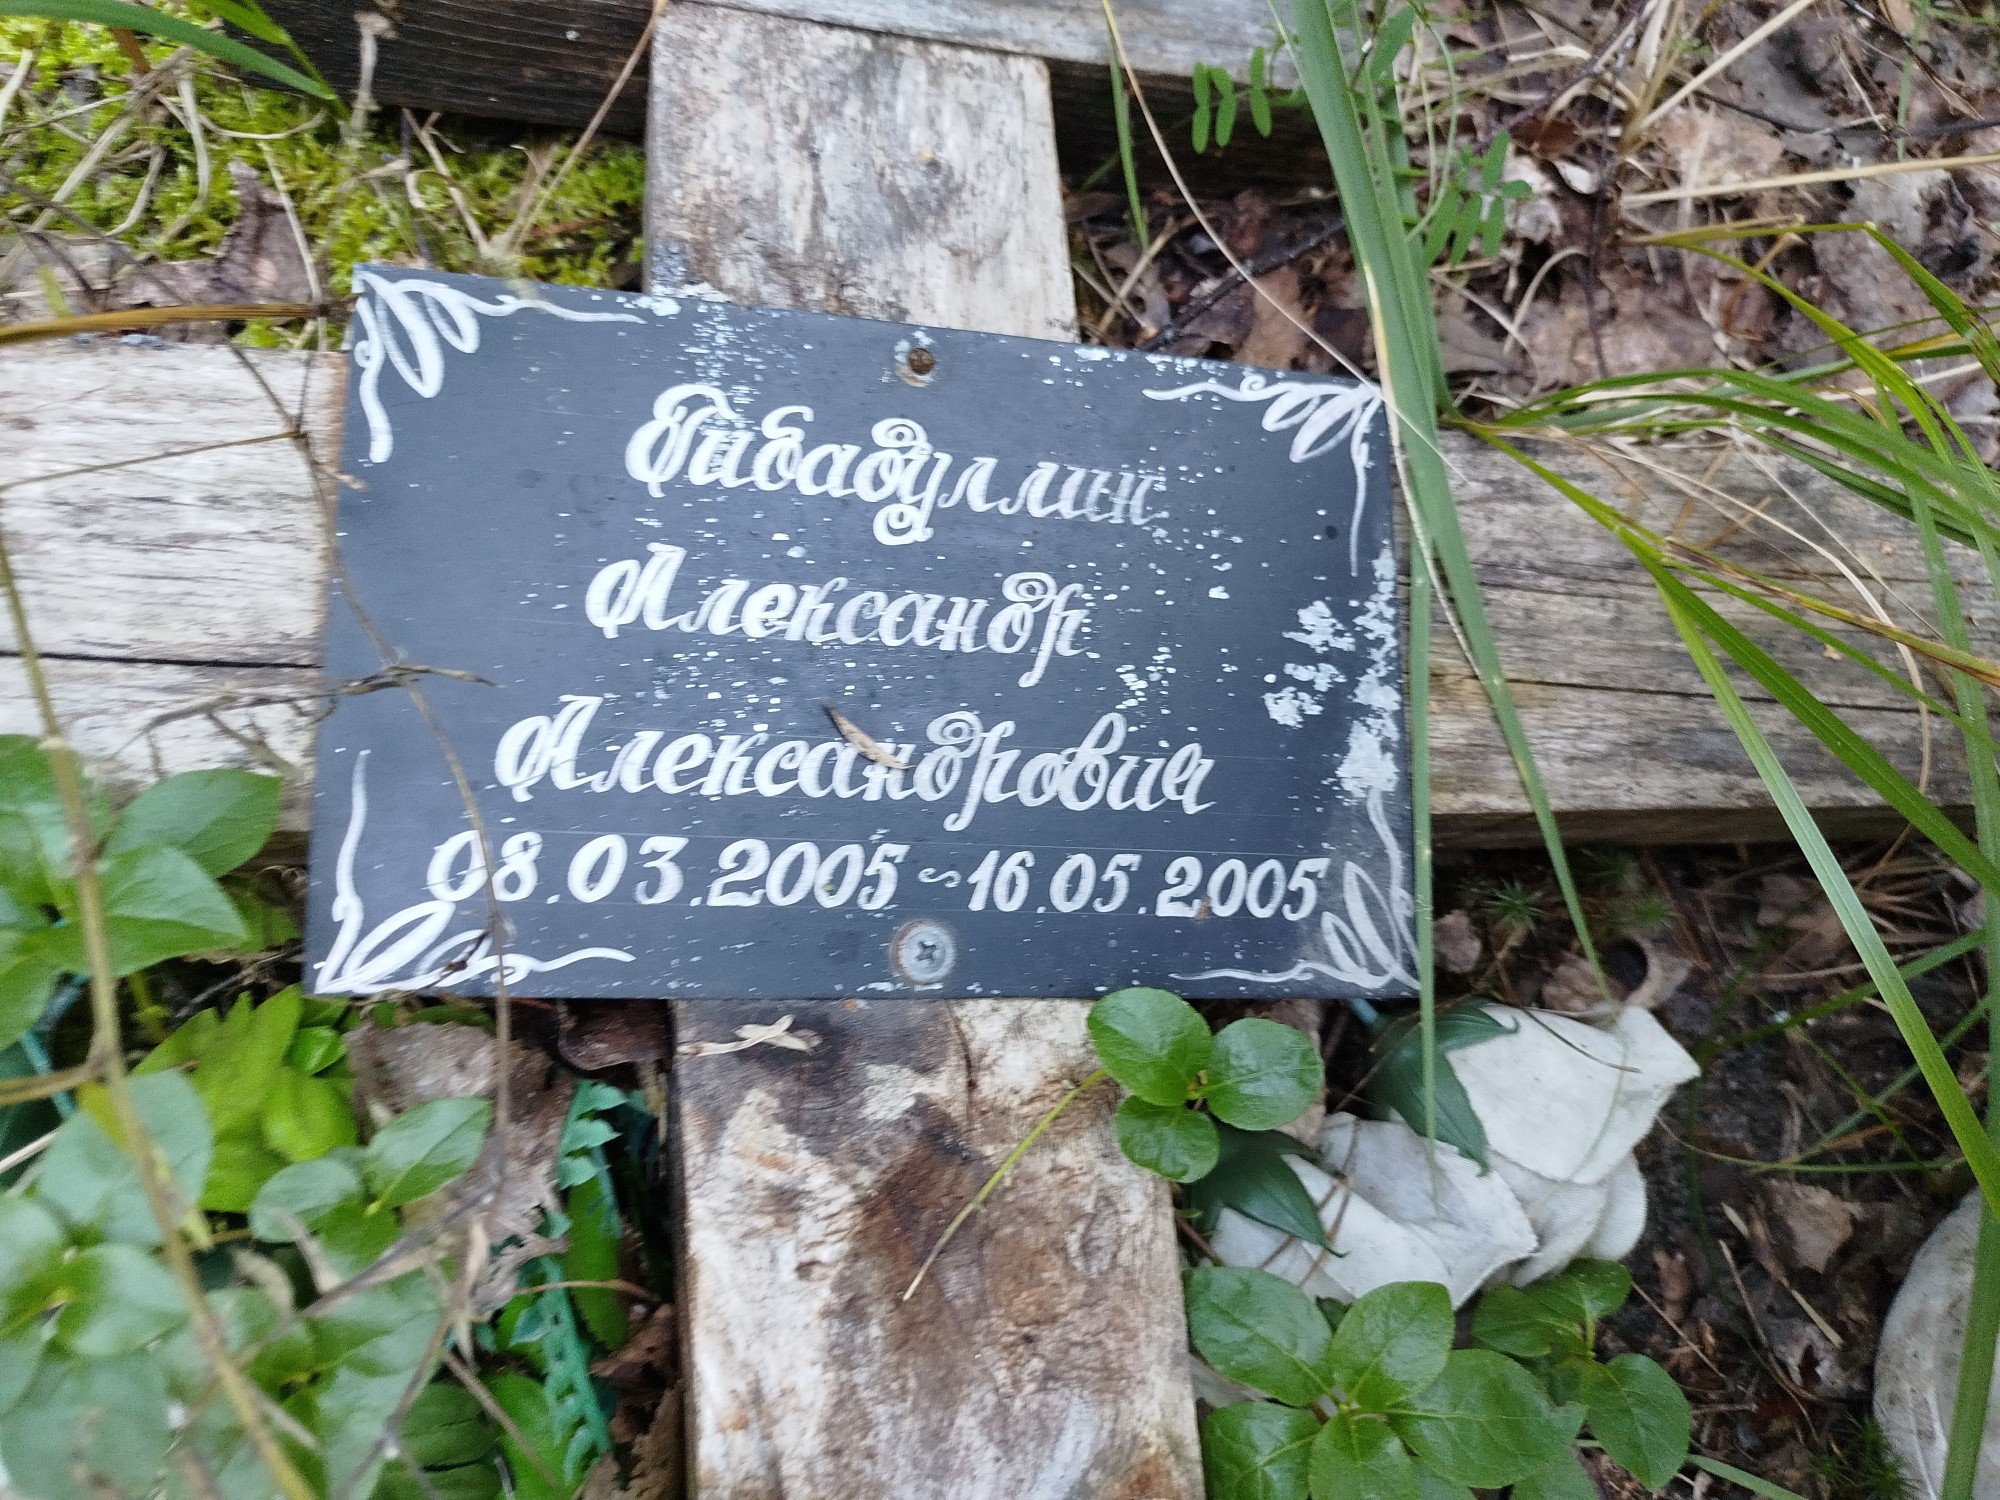 Гибадуллин
Александр
Александрович
08.03.2005 ~ 16.05.2005